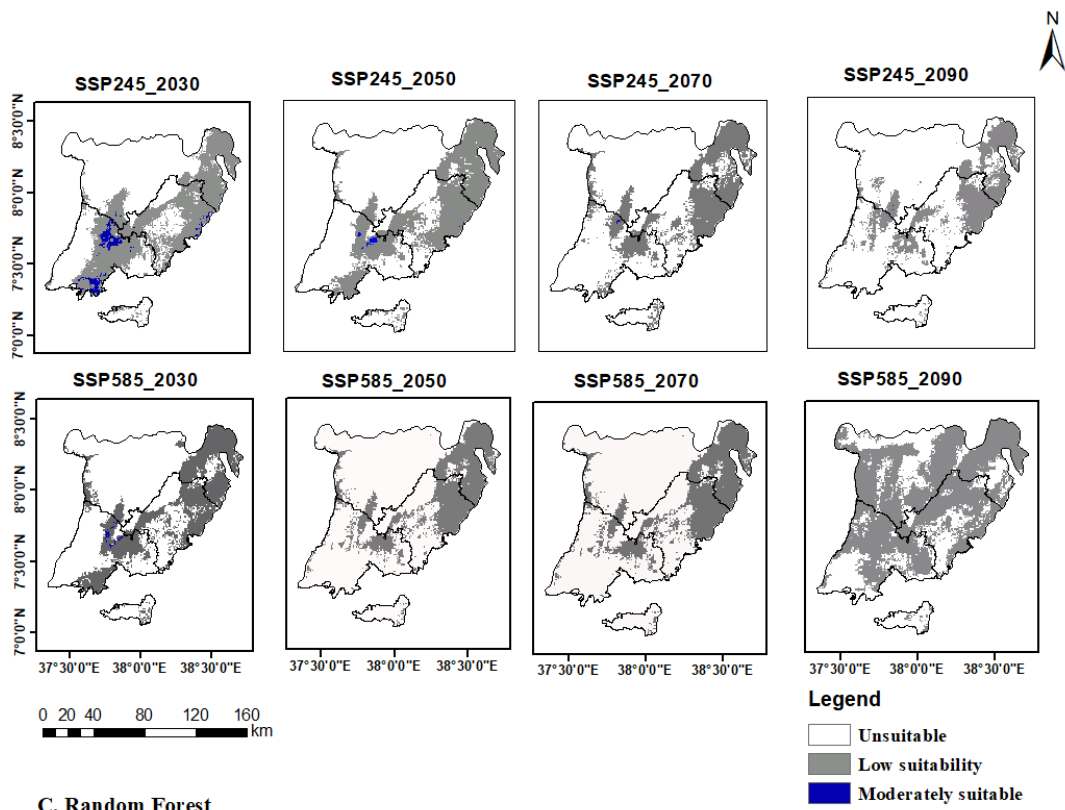 N
SSP245_2030
SSP245_2050
SSP245_2070
SSP245_2090
8°30'0"N
8°0'0"N
7°30'0"N
7°0'0"N
SSP585_2030
SSP585_2050
SSP585_2070
SSP585_2090
8°30'0"N
8°0'0"N
7°30'0"N
7°0'0"N
37°30'0"E 38°0'0"E 38°30'0"E
37°30'0"E 38°0'0"E 38°30'0"E
37°30'0"E 38°0'0"E 38°30'0"E
37°30'0"E 38°0'0"E 38°30'0"E
0 20 40 80 120 160
km
Legend
Unsuitable
Low suitability
Moderately suitable
C. Random Forest